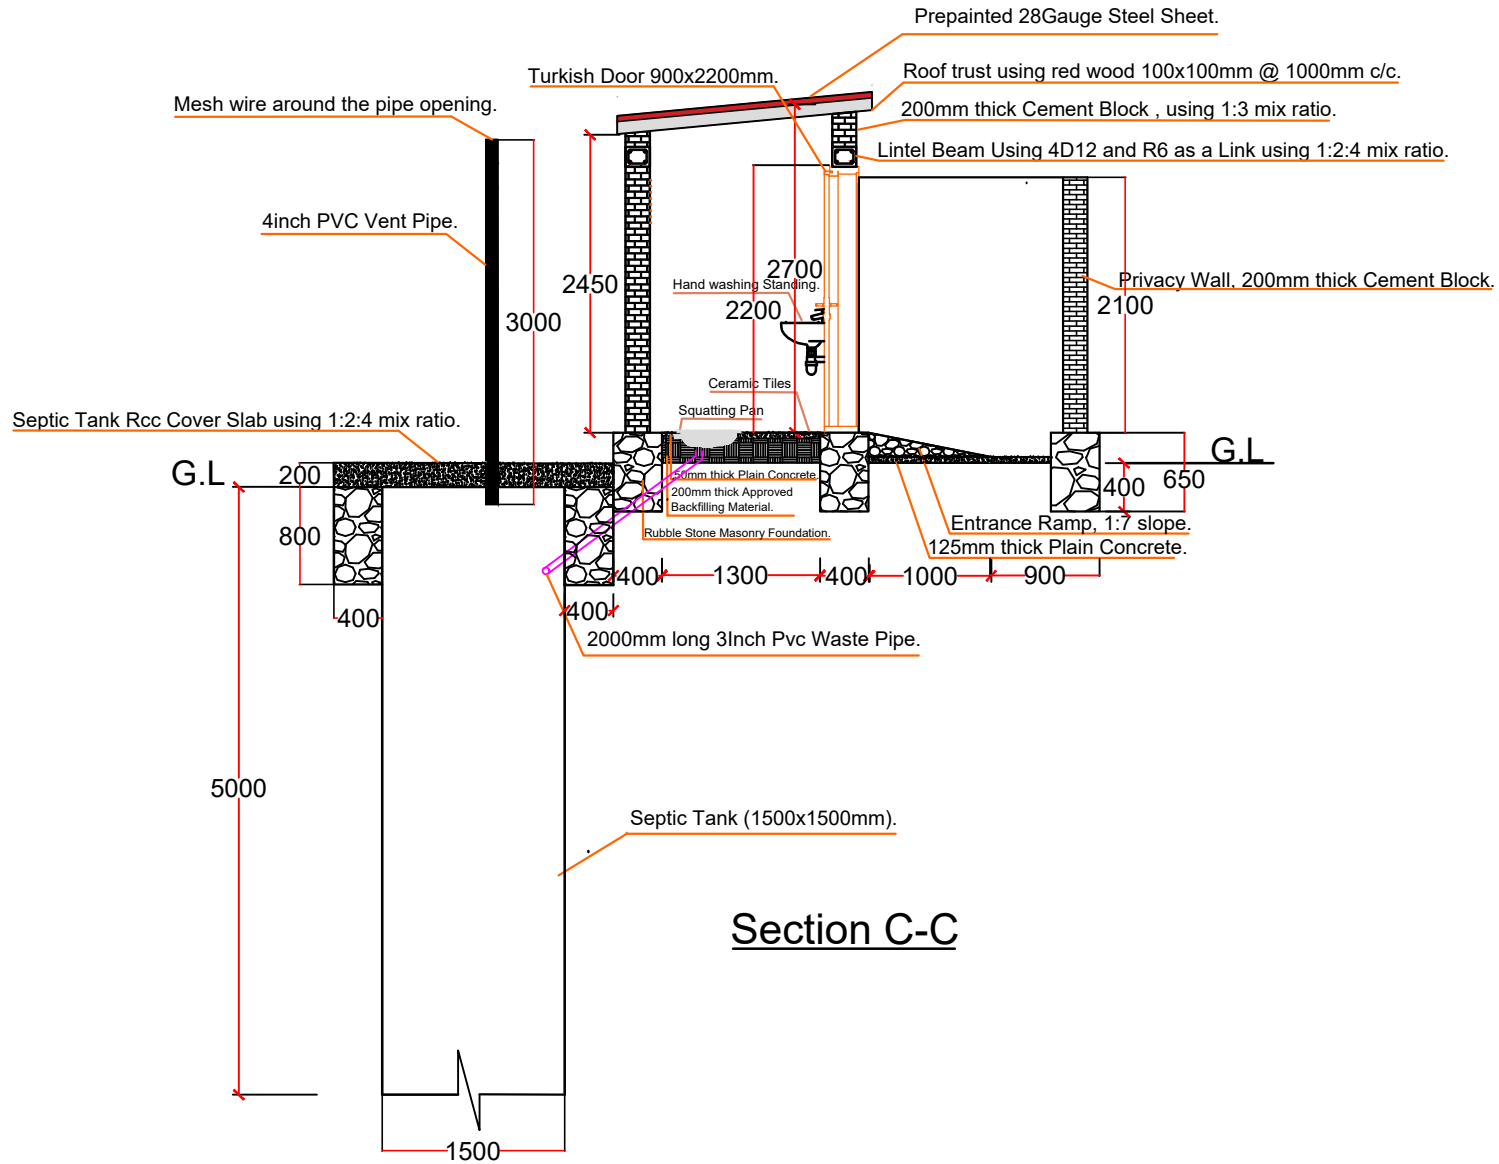 Prepainted 28Gauge Steel Sheet.
Turkish Door 900x2200mm.
Roof trust using red wood 100x100mm @ 1000mm c/c.
Mesh wire around the pipe opening.
200mm thick Cement Block , using 1:3 mix ratio.
Lintel Beam Using 4D12 and R6 as a Link using 1:2:4 mix ratio.
4inch PVC Vent Pipe.
2450
2700
Hand washing Standing.
2200
3000
Privacy Wall, 200mm thick Cement Block.
2100
Ceramic Tiles
Squatting Pan
Septic Tank Rcc Cover Slab using 1:2:4 mix ratio.
G.L
200
G.L
50mm thick Plain Concrete
200mm thick Approved
Backfilling Material.
400
650
800
Rubble Stone Masonry Foundation.
Entrance Ramp, 1:7 slope.
125mm thick Plain Concrete.
400
1300
400
1000
900
400
400
2000mm long 3Inch Pvc Waste Pipe.
5000
Septic Tank (1500x1500mm).
Section C-C
1500